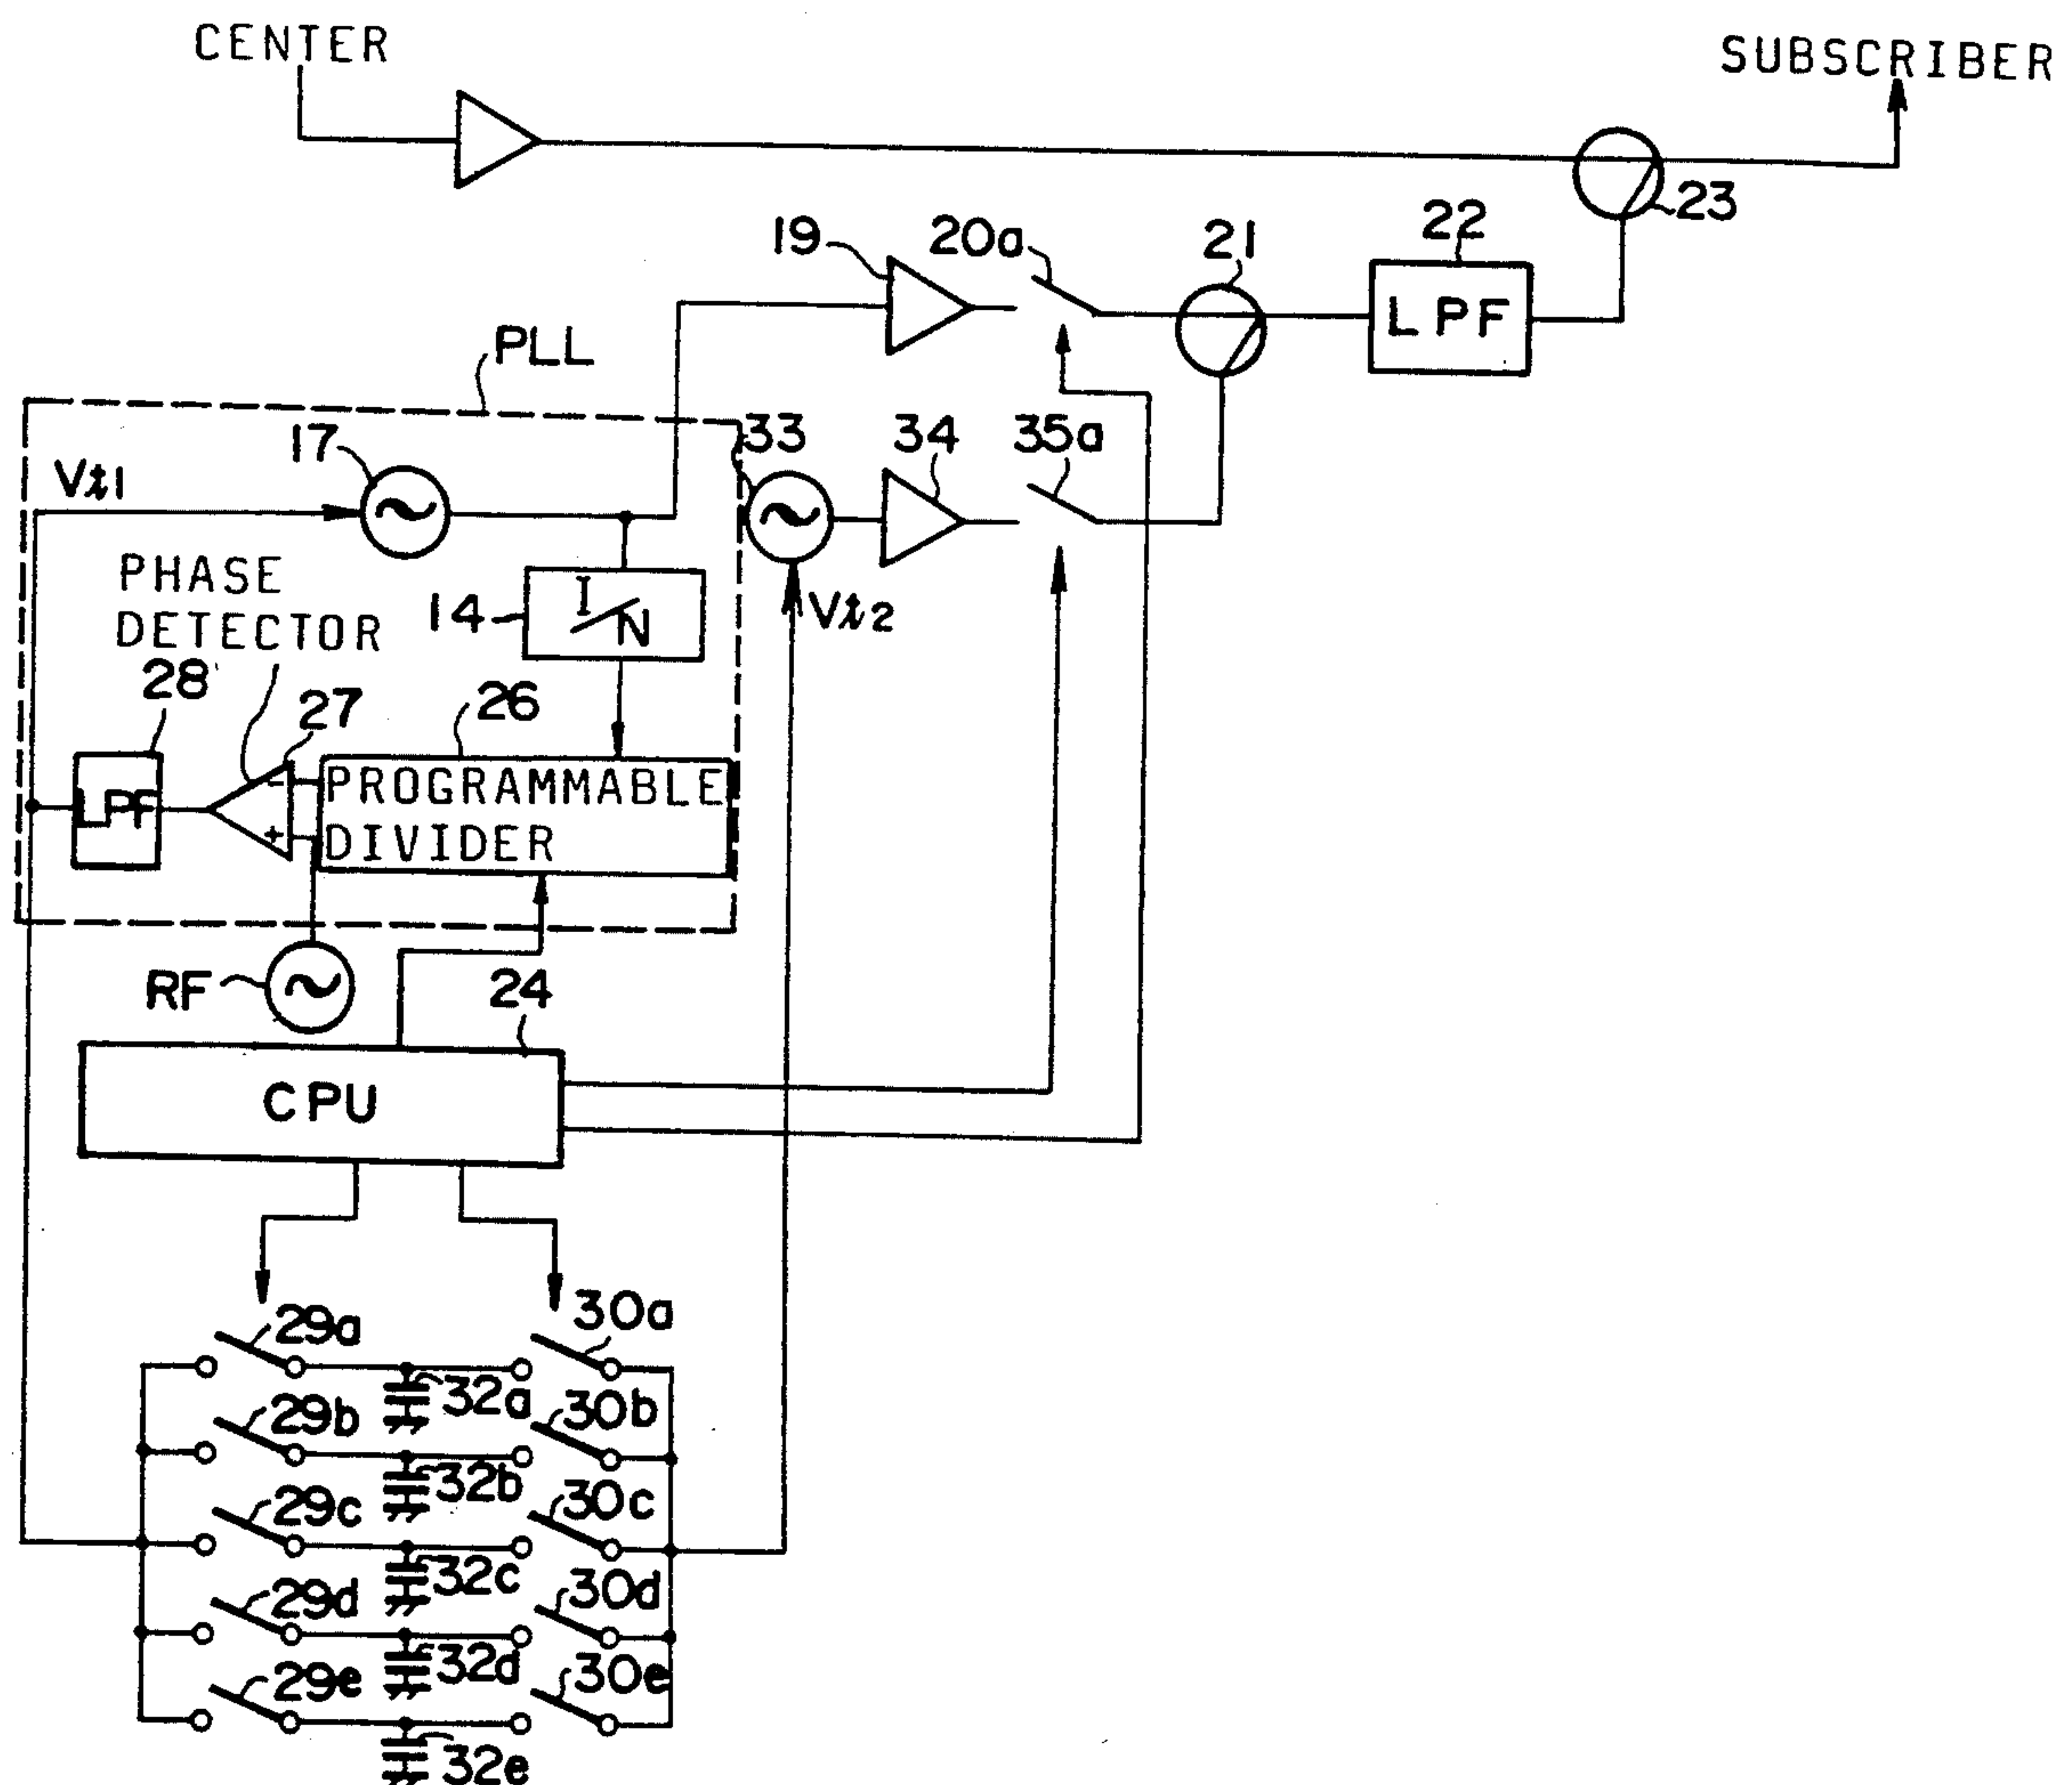 CENTER
SUBSCRIBER
23
19
20a
21
22
LPF
PLL
17
33
34
35a
Vt1
PHASE
DETECTOR
14
1/N
Vt2
28
27
26
LPF
-
+
PROGRAMMABLE
DIVIDER
RF
24
CPU
29a
30a
32a
29b
30b
32b
29c
30c
32c
29d
30d
32d
29e
30e
32e